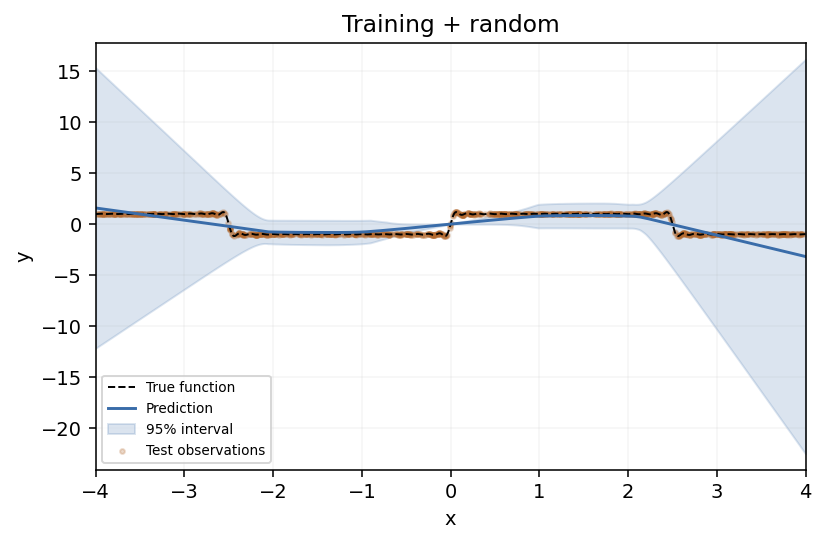 Training + random
15
10
5
0
−5
−10
−15
−20
y
True function
Prediction
95% interval
Test observations
−4
−3
−2
−1
0
1
2
3
4
x